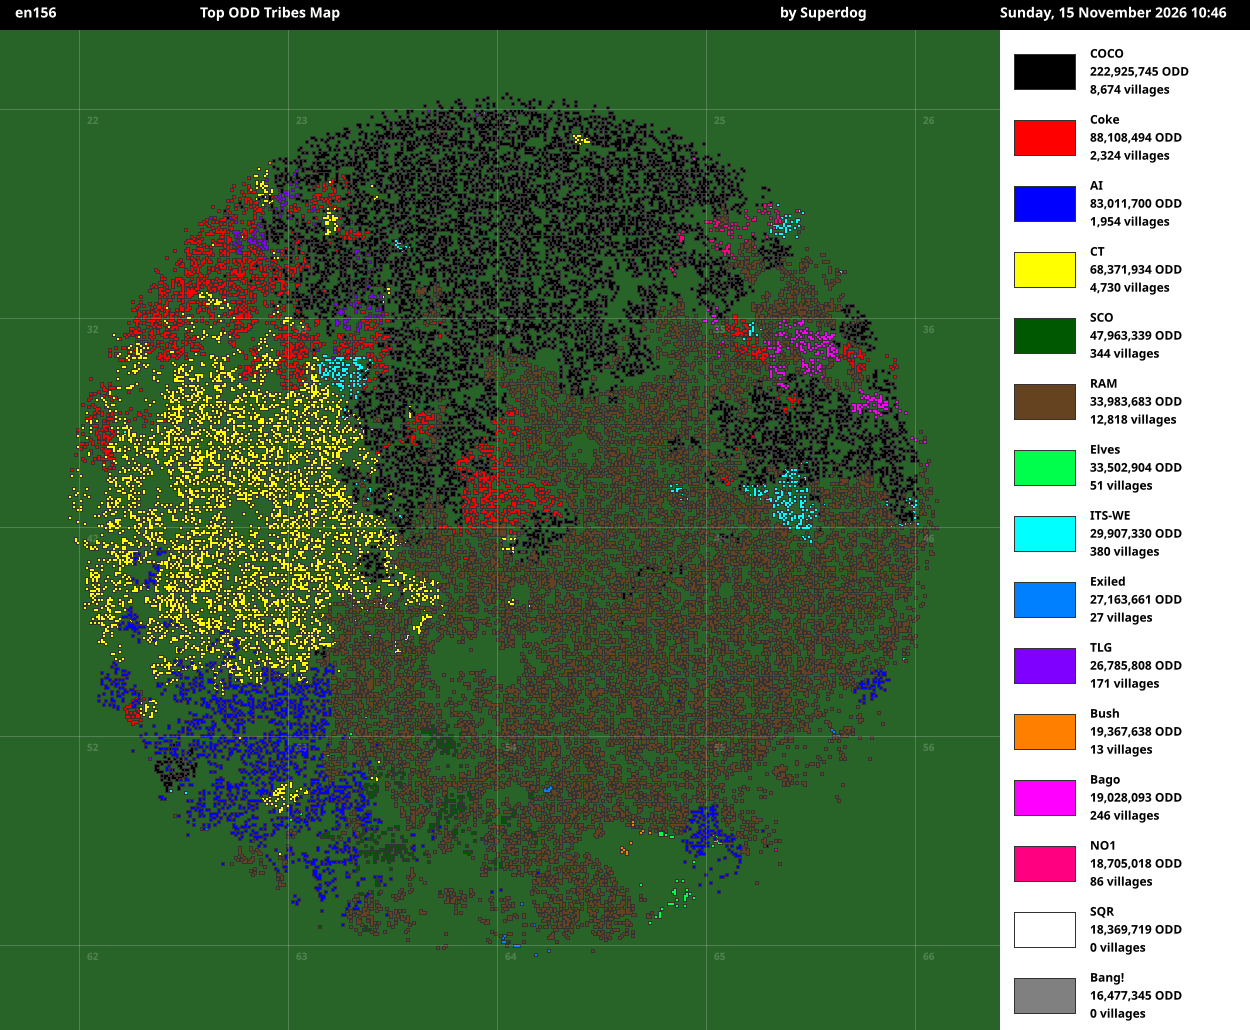 en156 Top ODD Tribes Map by Superdog Sunday, 15 November 2026 10:46
COCO
222,925,745 ODD
8,674 villages
Coke
88,108,494 ODD
2,324 villages
AI
83,011,700 ODD
1,954 villages
CT
68,371,934 ODD
4,730 villages
SCO
47,963,339 ODD
344 villages
RAM
33,983,683 ODD
12,818 villages
Elves
33,502,904 ODD
51 villages
ITS-WE
29,907,330 ODD
380 villages
Exiled
27,163,661 ODD
27 villages
TLG
26,785,808 ODD
171 villages
Bush
19,367,638 ODD
13 villages
Bago
19,028,093 ODD
246 villages
NO1
18,705,018 ODD
86 villages
SQR
18,369,719 ODD
0 villages
Bang!
16,477,345 ODD
0 villages
22 23 25 26
32 33 36
46
52 53 54 55 56
62 63 64 65 66